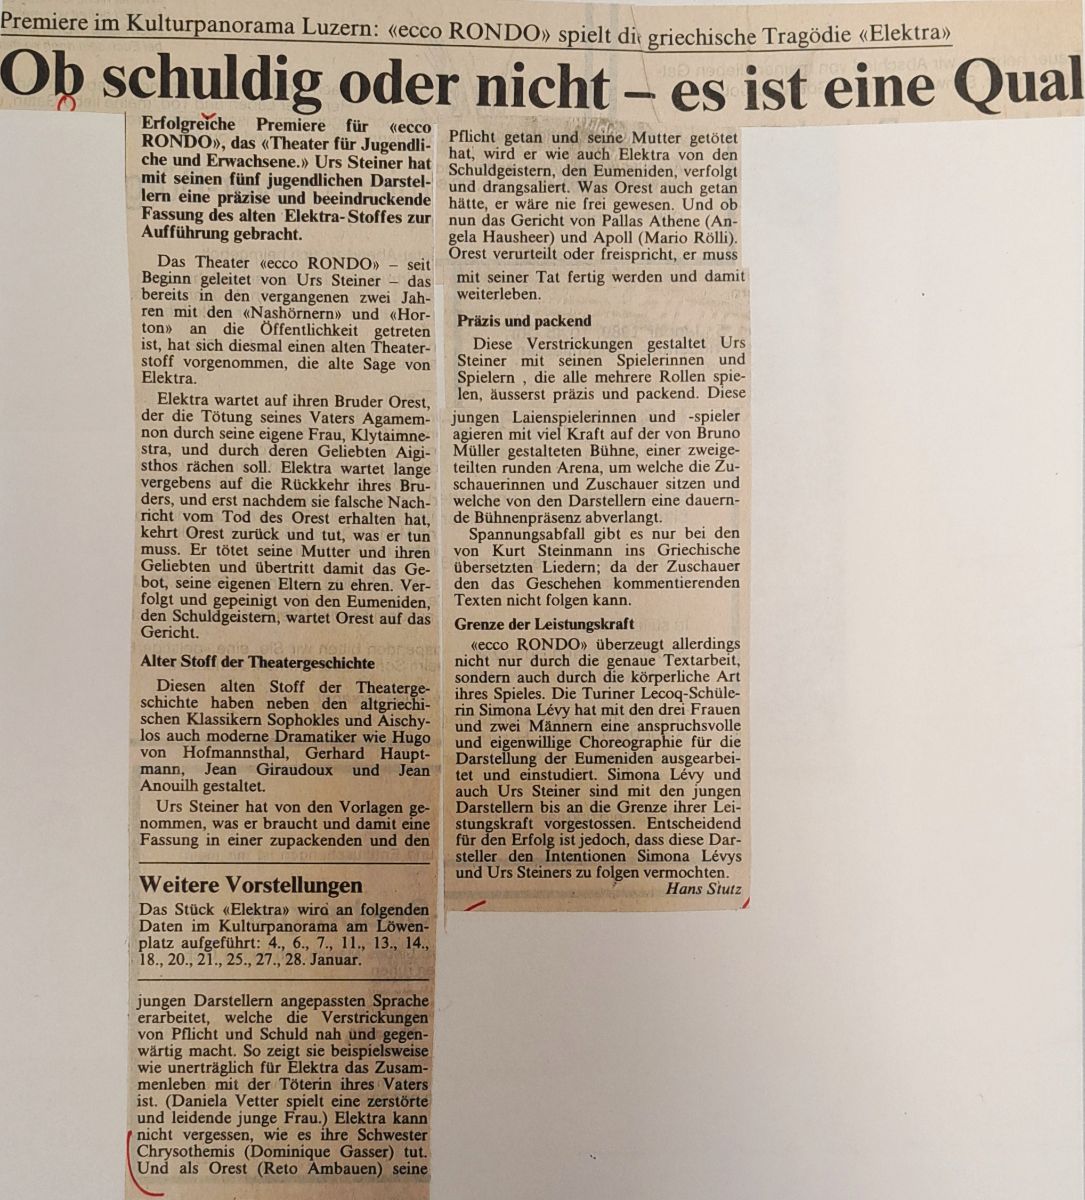 Premiere im Kulturpanorama Luzern: «ecco RONDO» spielt di griechische Tragödie «Elektra»
Ob schuldig oder nicht – es ist eine Qual
Erfolgreiche Premiere für «ecco
RONDO», das «Theater für Jugendli-
che und Erwachsene.» Urs Steiner hat
mit seinen fünf jugendlichen Darstel-
lern eine präzise und beeindruckende
Fassung des alten Elektra-Stoffes zur
Aufführung gebracht.
Das Theater «ecco RONDO» – seit
Beginn geleitet von Urs Steiner – das
bereits in den vergangenen zwei Jah-
ren mit den «Nashörnern» und «Hor-
ton» an die Öffentlichkeit getreten
ist, hat sich diesmal einen alten Theater-
stoff vorgenommen, die alte Sage von
Elektra.
Elektra wartet auf ihren Bruder Orest,
der die Tötung seines Vaters Agamem-
non durch seine eigene Frau, Klytaimne-
stra, und durch deren Geliebten Aigi-
sthos rächen soll. Elektra wartet lange
vergebens auf die Rückkehr ihres Bru-
ders, und erst nachdem sie falsche Nach-
richt vom Tod des Orest erhalten hat,
kehrt Orest zurück und tut, was er tun
muss. Er tötet seine Mutter und ihren
Geliebten und übertritt damit das Ge-
bot, seine eigenen Eltern zu ehren. Ver-
folgt und gepeinigt von den Eumeniden,
den Schuldgeistern, wartet Orest auf das
Gericht.
Alter Stoff der Theatergeschichte
Diesen alten Stoff der Theaterge-
schichte haben neben den altgriechi-
schen Klassikern Sophokles und Aischy-
los auch moderne Dramatiker wie Hugo
von Hofmannsthal, Gerhard Haupt-
mann, Jean Giraudoux und Jean
Anouilh gestaltet.
Urs Steiner hat von den Vorlagen ge-
nommen, was er braucht und damit eine
Fassung in einer zupackenden und den
Weitere Vorstellungen
Das Stück «Elektra» wird an folgenden
Daten im Kulturpanorama am Löwen-
platz aufgeführt: 4., 6., 7., 11., 13., 14.,
18., 20., 21., 25., 27., 28. Januar.
jungen Darstellern angepassten Sprache
erarbeitet, welche die Verstrickungen
von Pflicht und Schuld nah und gegen-
wärtig macht. So zeigt sie beispielsweise
wie unerträglich für Elektra das Zusam-
menleben mit der Töterin ihres Vaters
ist. (Daniela Vetter spielt eine zerstörte
und leidende junge Frau.) Elektra kann
nicht vergessen, wie es ihre Schwester
Chrysothemis (Dominique Gasser) tut.
Und als Orest (Reto Ambauen) seine
Pflicht getan und seine Mutter getötet
hat, wird er wie auch Elektra von den
Schuldgeistern, den Eumeniden, verfolgt
und drangsaliert. Was Orest auch getan
hätte, er wäre nie frei gewesen. Und ob
nun das Gericht von Pallas Athene (An-
gela Hausheer) und Apoll (Mario Rölli).
Orest verurteilt oder freispricht, er muss
mit seiner Tat fertig werden und damit
weiterleben.
Präzis und packend
Diese Verstrickungen gestaltet Urs
Steiner mit seinen Spielerinnen und
Spielern , die alle mehrere Rollen spie-
len, äusserst präzis und packend. Diese
jungen Laienspielerinnen und -spieler
agieren mit viel Kraft auf der von Bruno
Müller gestalteten Bühne, einer zweige-
teilten runden Arena, um welche die Zu-
schauerinnen und Zuschauer sitzen und
welche von den Darstellern eine dauern-
de Bühnenpräsenz abverlangt.
Spannungsabfall gibt es nur bei den
von Kurt Steinmann ins Griechische
übersetzten Liedern; da der Zuschauer
den das Geschehen kommentierenden
Texten nicht folgen kann.
Grenze der Leistungskraft
«ecco RONDO» überzeugt allerdings
nicht nur durch die genaue Textarbeit,
sondern auch durch die körperliche Art
ihres Spieles. Die Turiner Lecoq-Schüle-
rin Simona Lévy hat mit den drei Frauen
und zwei Männern eine anspruchsvolle
und eigenwillige Choreographie für die
Darstellung der Eumeniden ausgearbei-
tet und einstudiert. Simona Lévy und
auch Urs Steiner sind mit den jungen
Darstellern bis an die Grenze ihrer Lei-
stungskraft vorgestossen. Entscheidend
für den Erfolg ist jedoch, dass diese Dar-
steller den Intentionen Simona Lévys
und Urs Steiners zu folgen vermochten.
Hans Stutz